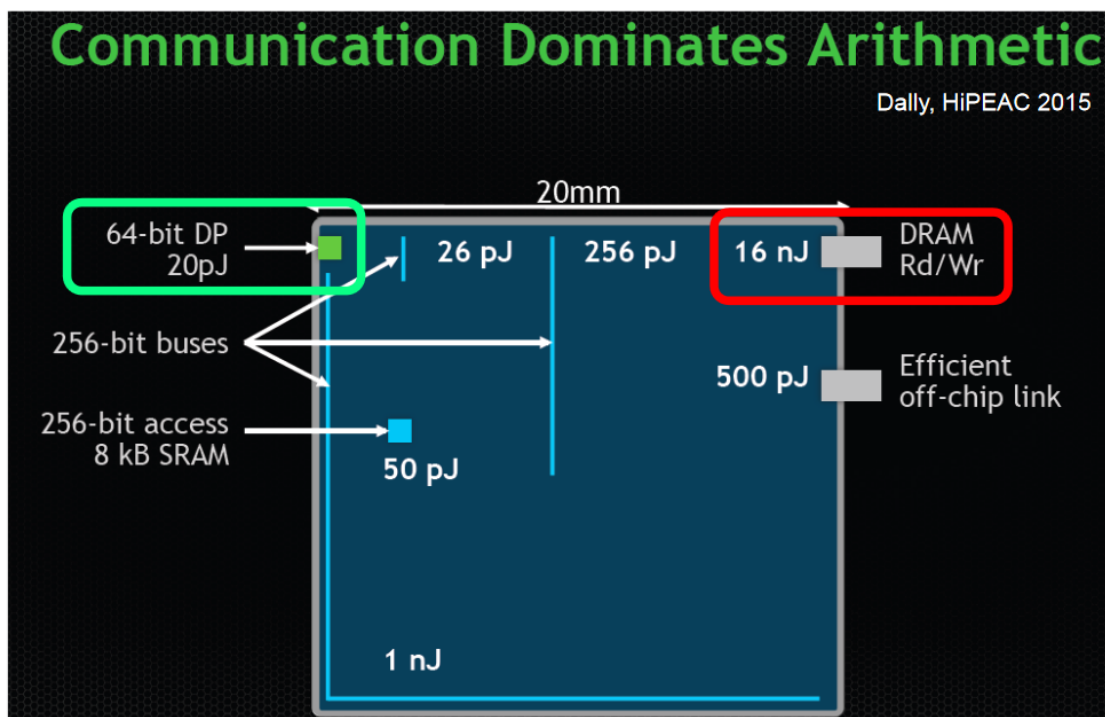 Communication Dominates Arithmetic
Dally, HiPEAC 2015
20mm
64-bit DP
20pJ
26 pJ
256 pJ
16 nJ
DRAM
Rd/Wr
256-bit buses
500 pJ
Efficient
off-chip link
256-bit access
8 kB SRAM
50 pJ
1 nJ